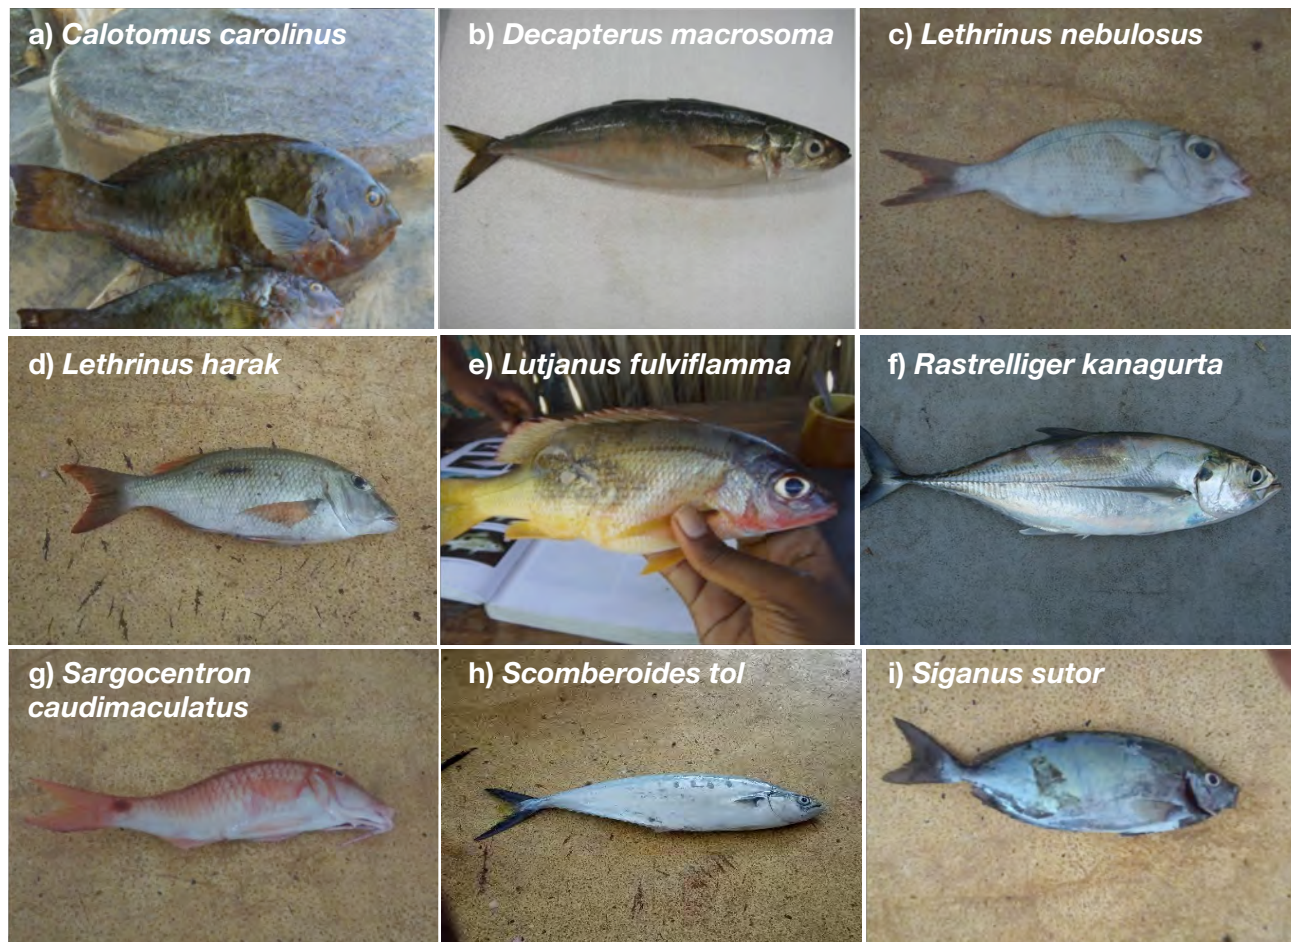 a) Calotomus carolinus
b) Decapterus macrosoma
c) Lethrinus nebulosus
d) Lethrinus harak
e) Lutjanus fulviflamma
f) Rastrelliger kanagurta
g) Sargocentron
caudimaculatus
h) Scomberoides tol
i) Siganus sutor